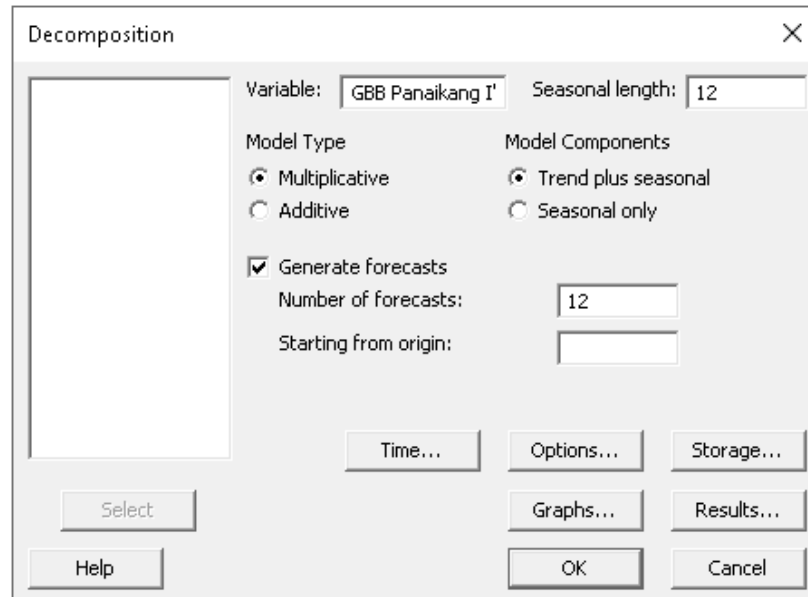 Decomposition
Variable: GBB Panaikang I' Seasonal length: 12
Model Type Model Components
Multiplicative Trend plus seasonal
Additive Seasonal only
Generate forecasts
Number of forecasts: 12
Starting from origin:
Time... Options... Storage...
Select Graphs... Results...
Help OK Cancel